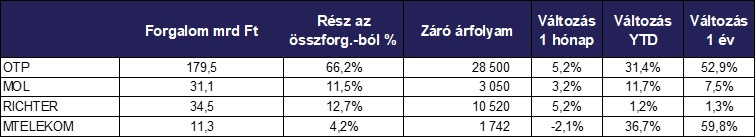 Forgalom mrd Ft Rész az összforg.-ból % Záró árfolyam Változás 1 hónap Változás YTD Változás 1 év
OTP 179,5 66,2% 28 500 5,2% 31,4% 52,9%
MOL 31,1 11,5% 3 050 3,2% 11,7% 7,5%
RICHTER 34,5 12,7% 10 520 5,2% 1,2% 1,3%
MTELEKOM 11,3 4,2% 1 742 -2,1% 36,7% 59,8%